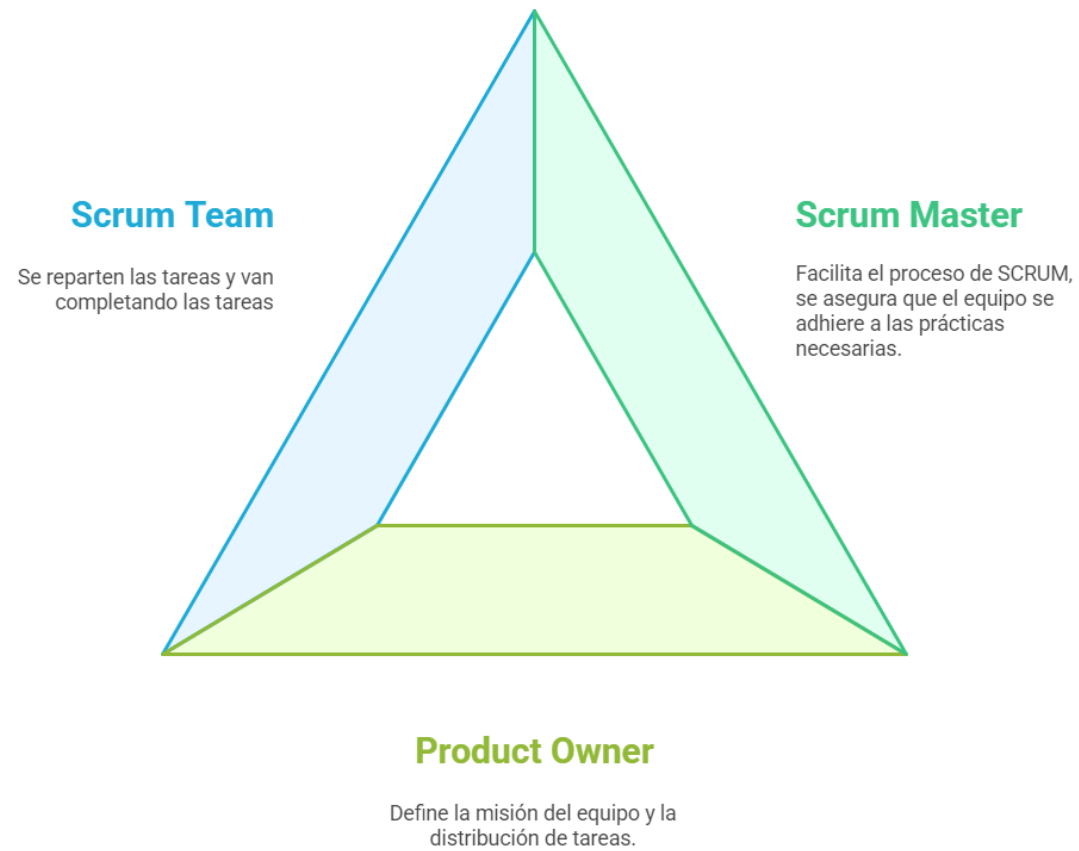 Scrum Team
Se reparten las tareas y van
completando las tareas
Scrum Master
Facilita el proceso de SCRUM,
se asegura que el equipo se
adhiere a las prácticas
necesarias.
Product Owner
Define la misión del equipo y la
distribución de tareas.